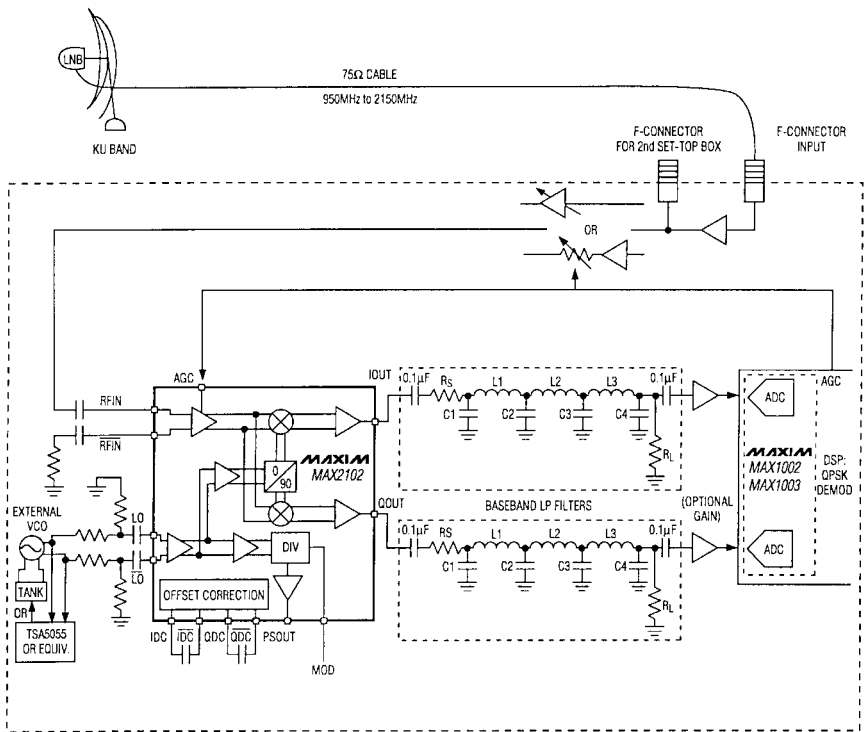 LNB
75Ω CABLE
950MHz to 2150MHz
KU BAND
F-CONNECTOR
FOR 2nd SET-TOP BOX
F-CONNECTOR
INPUT
OR
AGC
IOUT
0.1µF
RS
L1
L2
L3
0.1µF
C1
C2
C3
C4
RL
ADC
AGC
RFIN
RFIN
MAXIM
MAX2102
0
90
MAXIM
MAX1002
MAX1003
DSP:
QPSK
DEMOD
EXTERNAL
VCO
LO
LO
QOUT
BASEBAND LP FILTERS
(OPTIONAL
GAIN)
0.1µF
RS
L1
L2
L3
0.1µF
C1
C2
C3
C4
RL
ADC
DIV
TANK
OR
TSA5055
OR EQUIV.
OFFSET CORRECTION
IDC
IDC
QDC
QDC
PSOUT
MOD